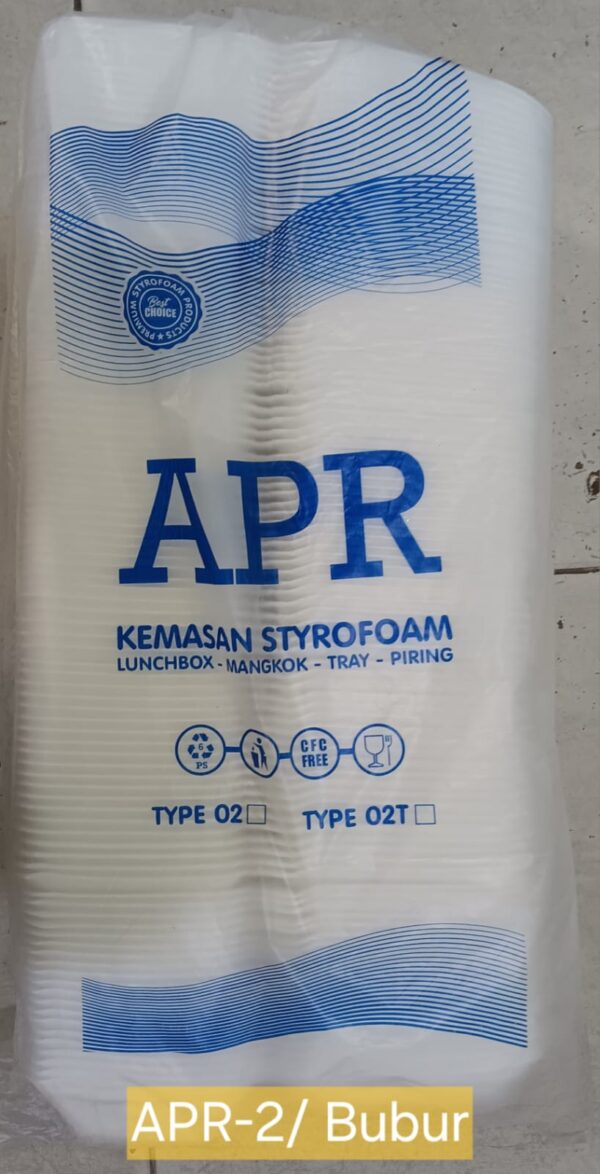 PREMIUM STYROFOAM PRODUCTS ★
Best
CHOICE
APR
KEMASAN STYROFOAM
LUNCHBOX - MANGKOK - TRAY - PIRING
6
PS
CFC
FREE
TYPE 02 TYPE 02T
APR-2/ Bubur